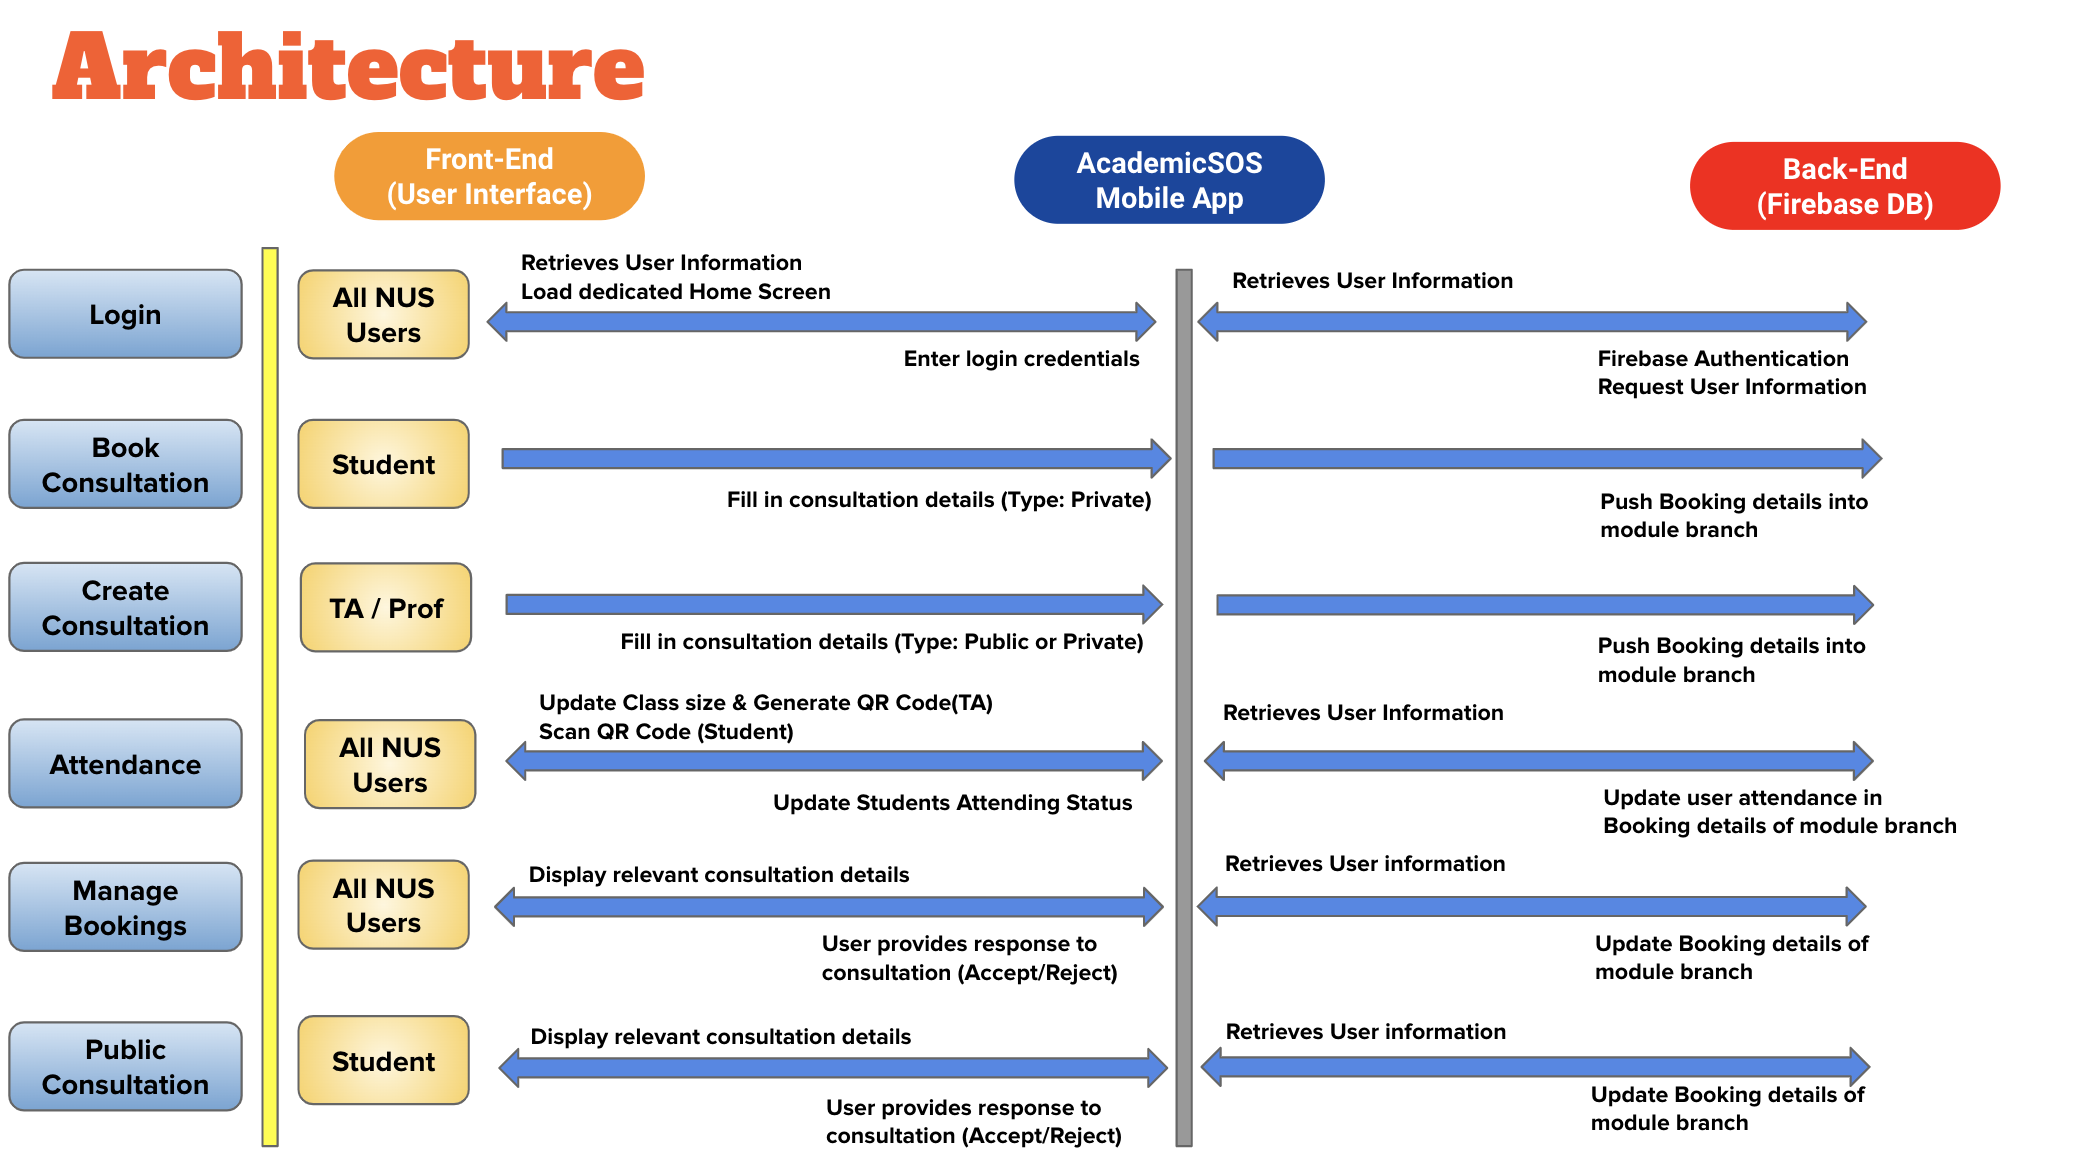 Architecture
Front-End
(User Interface)
AcademicSOS
Mobile App
Back-End
(Firebase DB)
Login
All NUS
Users
Retrieves User Information
Load dedicated Home Screen
Enter login credentials
Retrieves User Information
Firebase Authentication
Request User Information
Book
Consultation
Student
Fill in consultation details (Type: Private)
Push Booking details into
module branch
Create
Consultation
TA / Prof
Fill in consultation details (Type: Public or Private)
Push Booking details into
module branch
Attendance
All NUS
Users
Update Class size & Generate QR Code(TA)
Scan QR Code (Student)
Update Students Attending Status
Retrieves User Information
Update user attendance in
Booking details of module branch
Manage
Bookings
All NUS
Users
Display relevant consultation details
User provides response to
consultation (Accept/Reject)
Retrieves User information
Update Booking details of
module branch
Public
Consultation
Student
Display relevant consultation details
User provides response to
consultation (Accept/Reject)
Retrieves User information
Update Booking details of
module branch